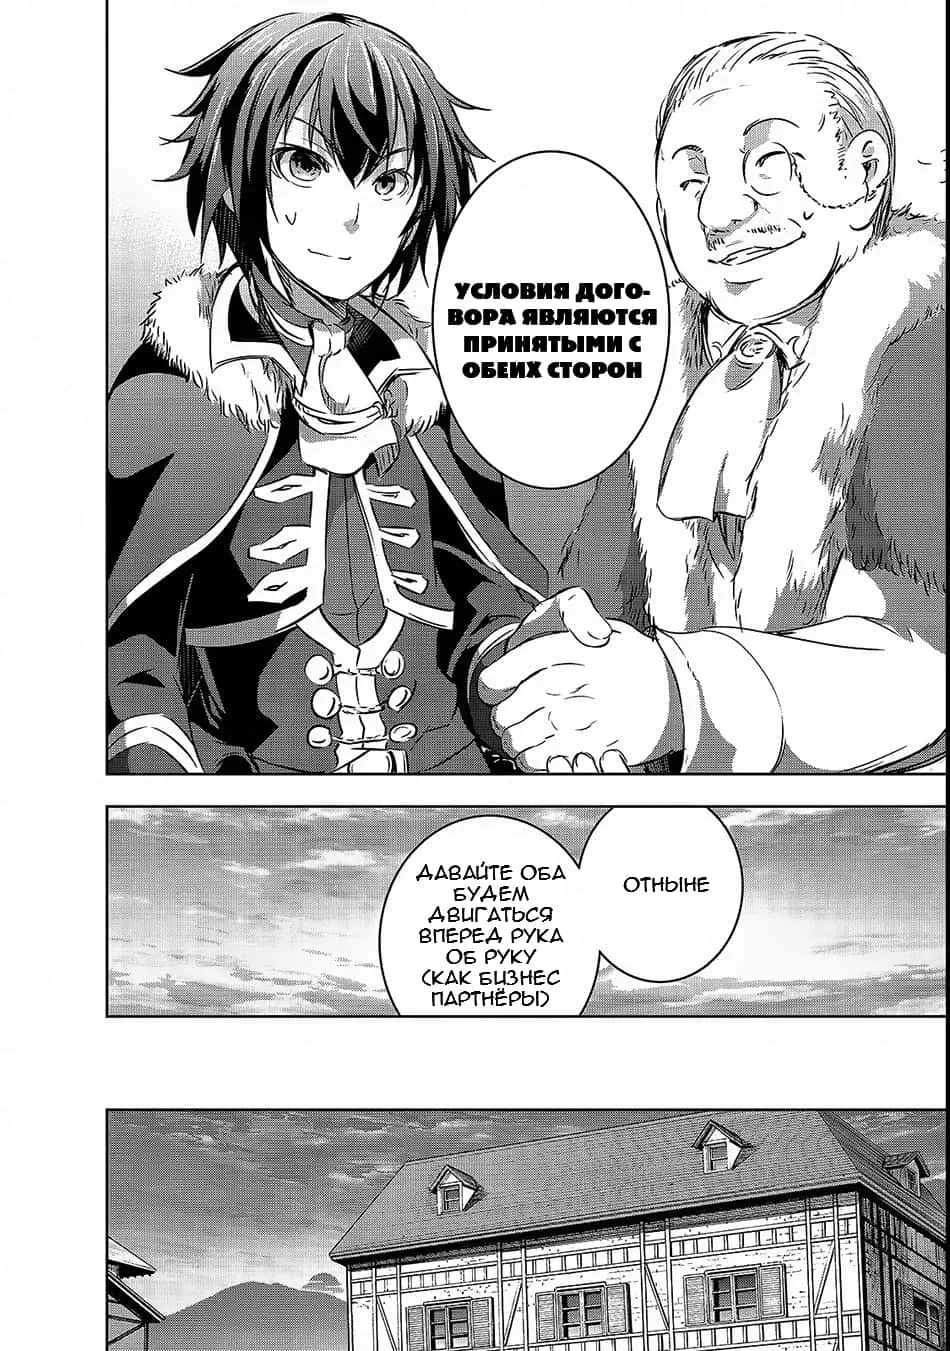 УСЛОВИЯ ДОГО-
ВОРА ЯВЛЯЮТСЯ
ПРИНЯТЫМИ С
ОБЕИХ СТОРОН
ОТНЫНЕ
ДАВАЙТЕ ОБА
БУДЕМ
ДВИГАТЬСЯ
ВПЕРЕД РУКА
ОБ РУКУ
(КАК БИЗНЕС
ПАРТНЁРЫ)